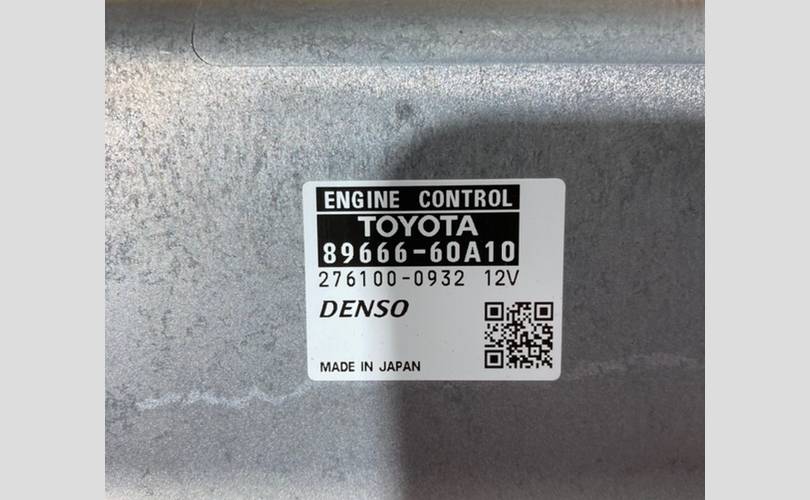 ENGINE CONTROL
TOYOTA
89666-60A10
276100-0932 12V
DENSO
MADE IN JAPAN